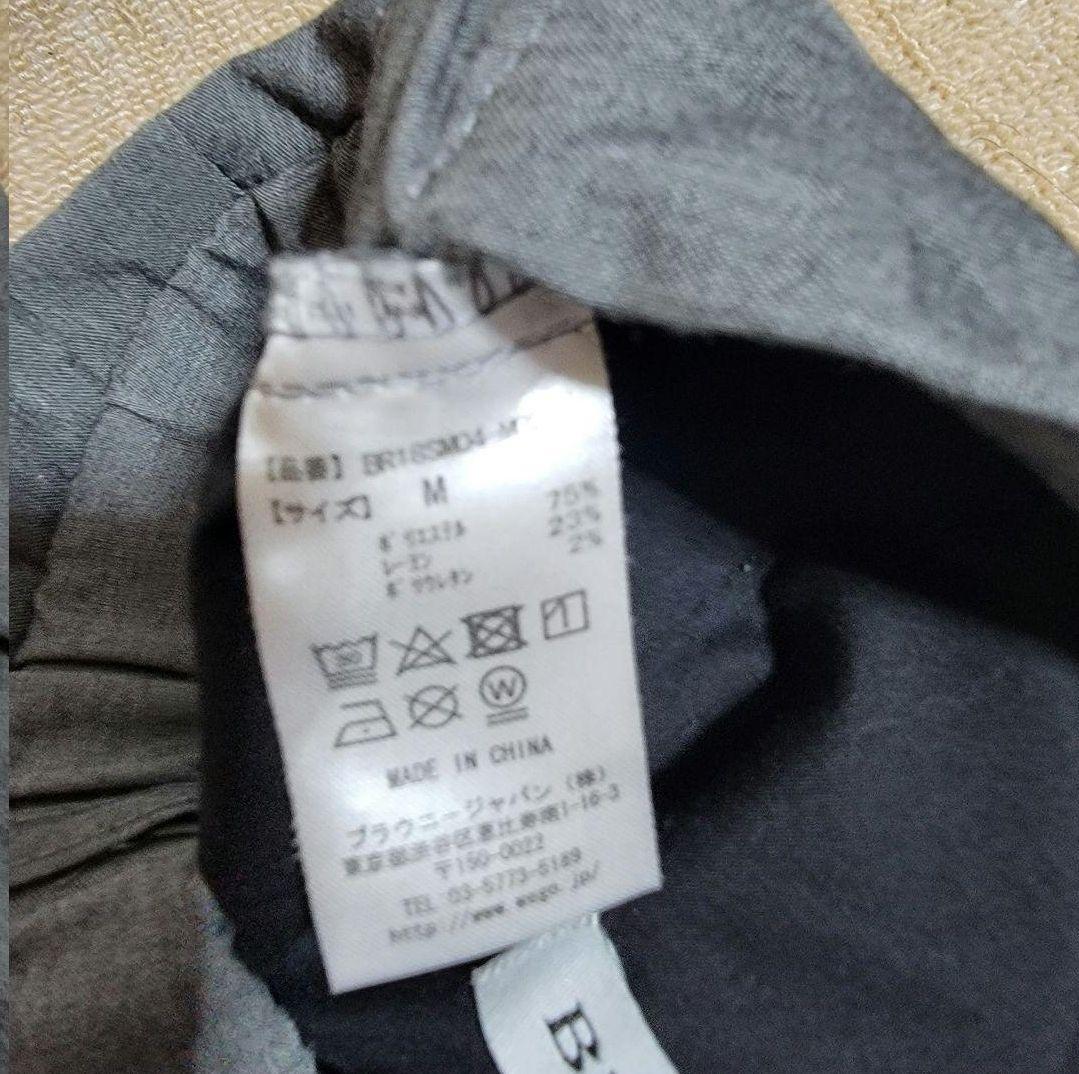 【品番】 BR18SM04-M
【サイズ】 M
ポリエステル 75%
レーヨン 23%
ポリウレタン 2%
W
MADE IN CHINA
ブラウニージャパン(株)
東京都渋谷区恵比寿南1-16-3
〒150-0022
TEL 03-5773-5189
http://www.wego.jp/
B